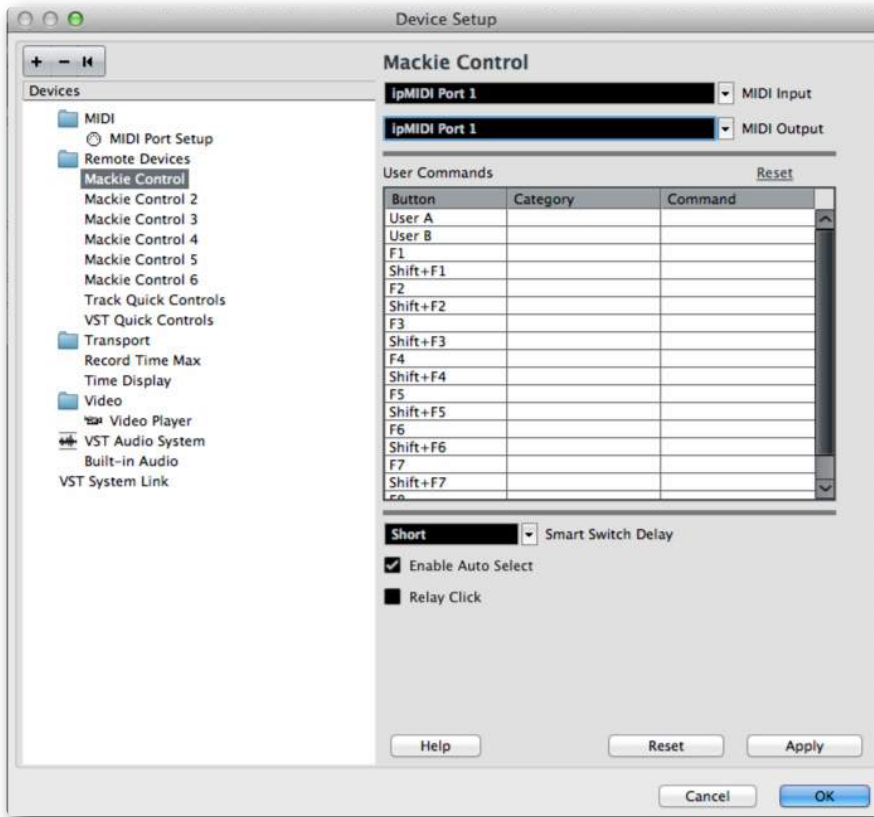 Device Setup
+ - I◀
Devices
MIDI
MIDI Port Setup
Remote Devices
Mackie Control
Mackie Control 2
Mackie Control 3
Mackie Control 4
Mackie Control 5
Mackie Control 6
Track Quick Controls
VST Quick Controls
Transport
Record Time Max
Time Display
Video
Video Player
VST Audio System
Built-in Audio
VST System Link
Mackie Control
ipMIDI Port 1 MIDI Input
ipMIDI Port 1 MIDI Output
User Commands Reset
Button Category Command
User A
User B
F1
Shift+F1
F2
Shift+F2
F3
Shift+F3
F4
Shift+F4
F5
Shift+F5
F6
Shift+F6
F7
Shift+F7
F8
Short Smart Switch Delay
Enable Auto Select
Relay Click
Help Reset Apply
Cancel OK